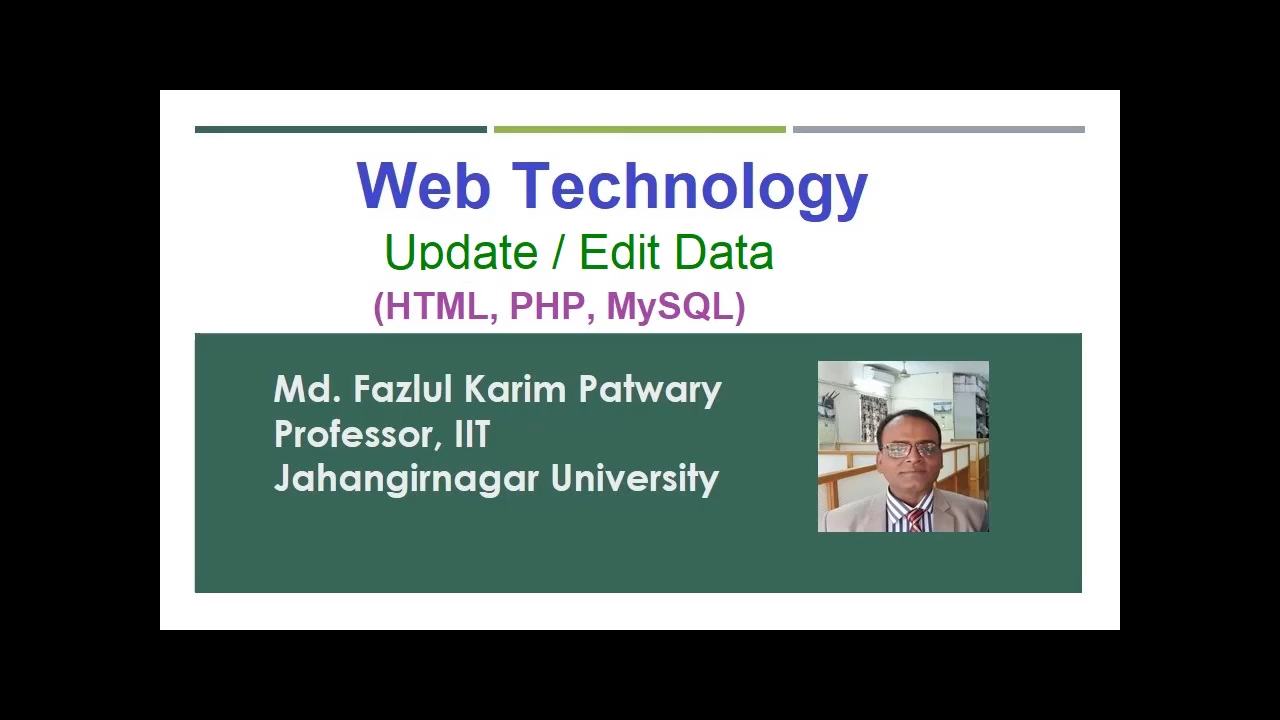 Web Technology
Update / Edit Data
(HTML, PHP, MySQL)
Md. Fazlul Karim Patwary
Professor, IIT
Jahangirnagar University